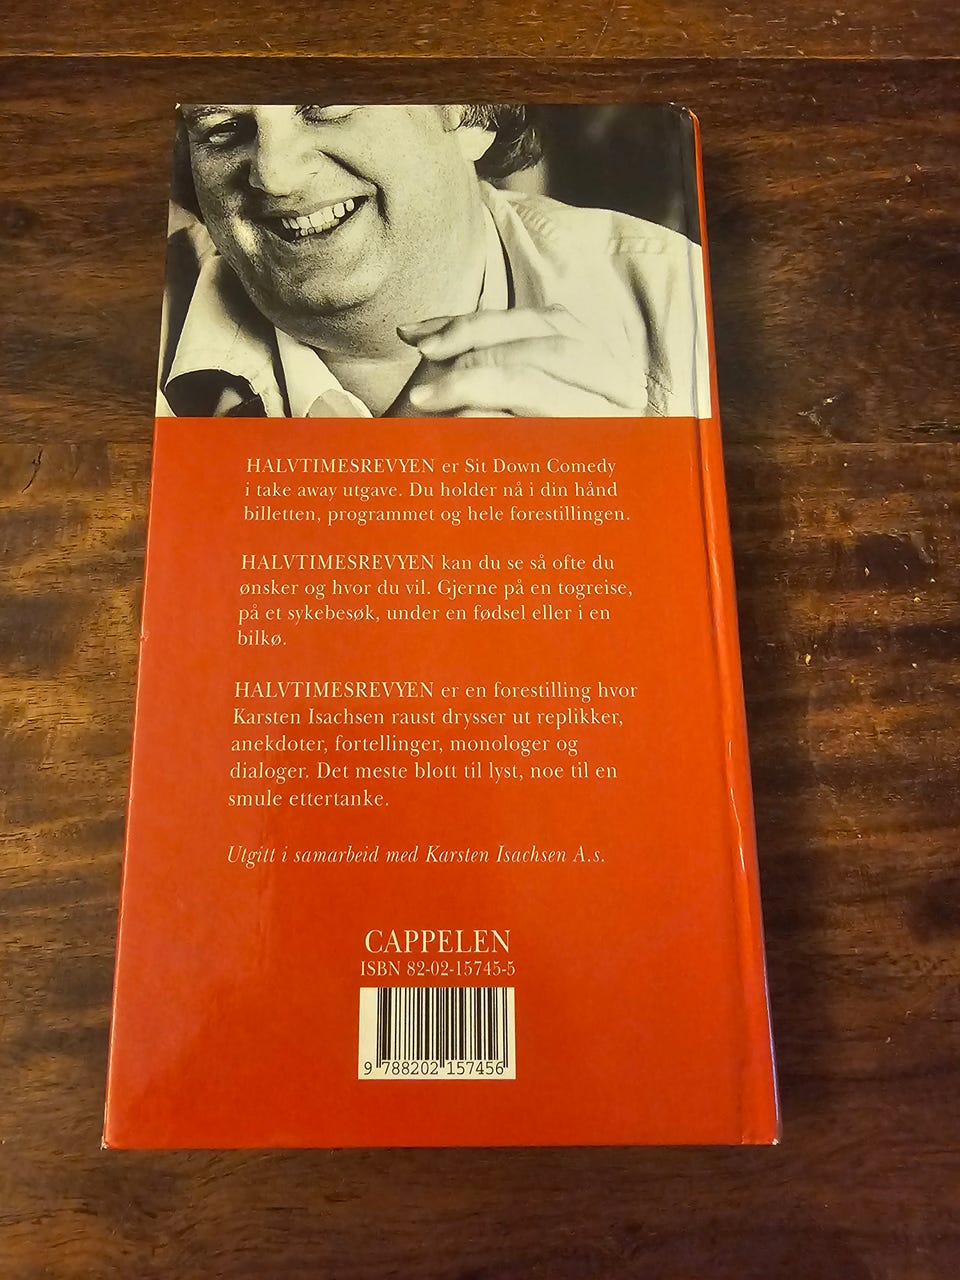 HALVTIMESREVYEN er Sit Down Comedy
i take away utgave. Du holder nå i din hånd
billetten, programmet og hele forestillingen.
HALVTIMESREVYEN kan du se så ofte du
ønsker og hvor du vil. Gjerne på en togreise,
på et sykebesøk, under en fødsel eller i en
bilkø.
HALVTIMESREVYEN er en forestilling hvor
Karsten Isachsen raust drysser ut replikker,
anekdoter, fortellinger, monologer og
dialoger. Det meste blott til lyst, noe til en
smule ettertanke.
Utgitt i samarbeid med Karsten Isachsen A.s.
CAPPELEN
ISBN 82-02-15745-5
9 788202 157456